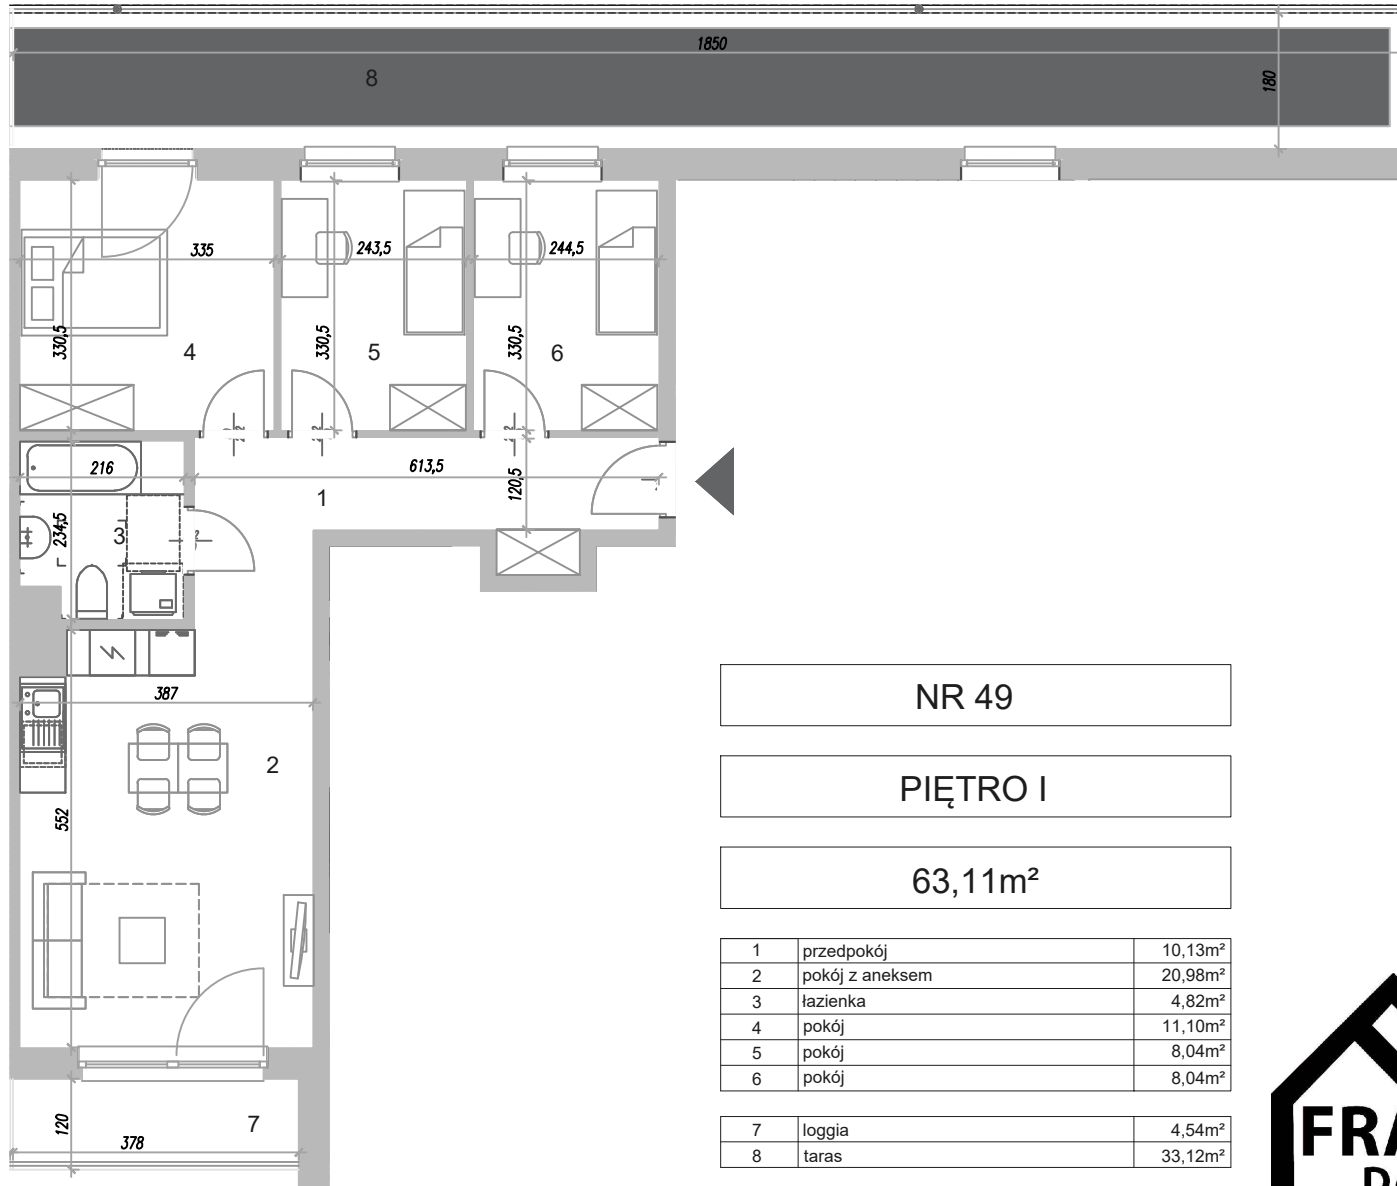 1850
8
180
335
243,5
244,5
330,5
330,5
330,5
4
5
6
216
613,5
120,5
1
234,5
3
387
2
552
7
120
378
NR 49
PIĘTRO I
63,11m²
1 przedpokój 10,13m²
2 pokój z aneksem 20,98m²
3 łazienka 4,82m²
4 pokój 11,10m²
5 pokój 8,04m²
6 pokój 8,04m²
7 loggia 4,54m²
8 taras 33,12m²